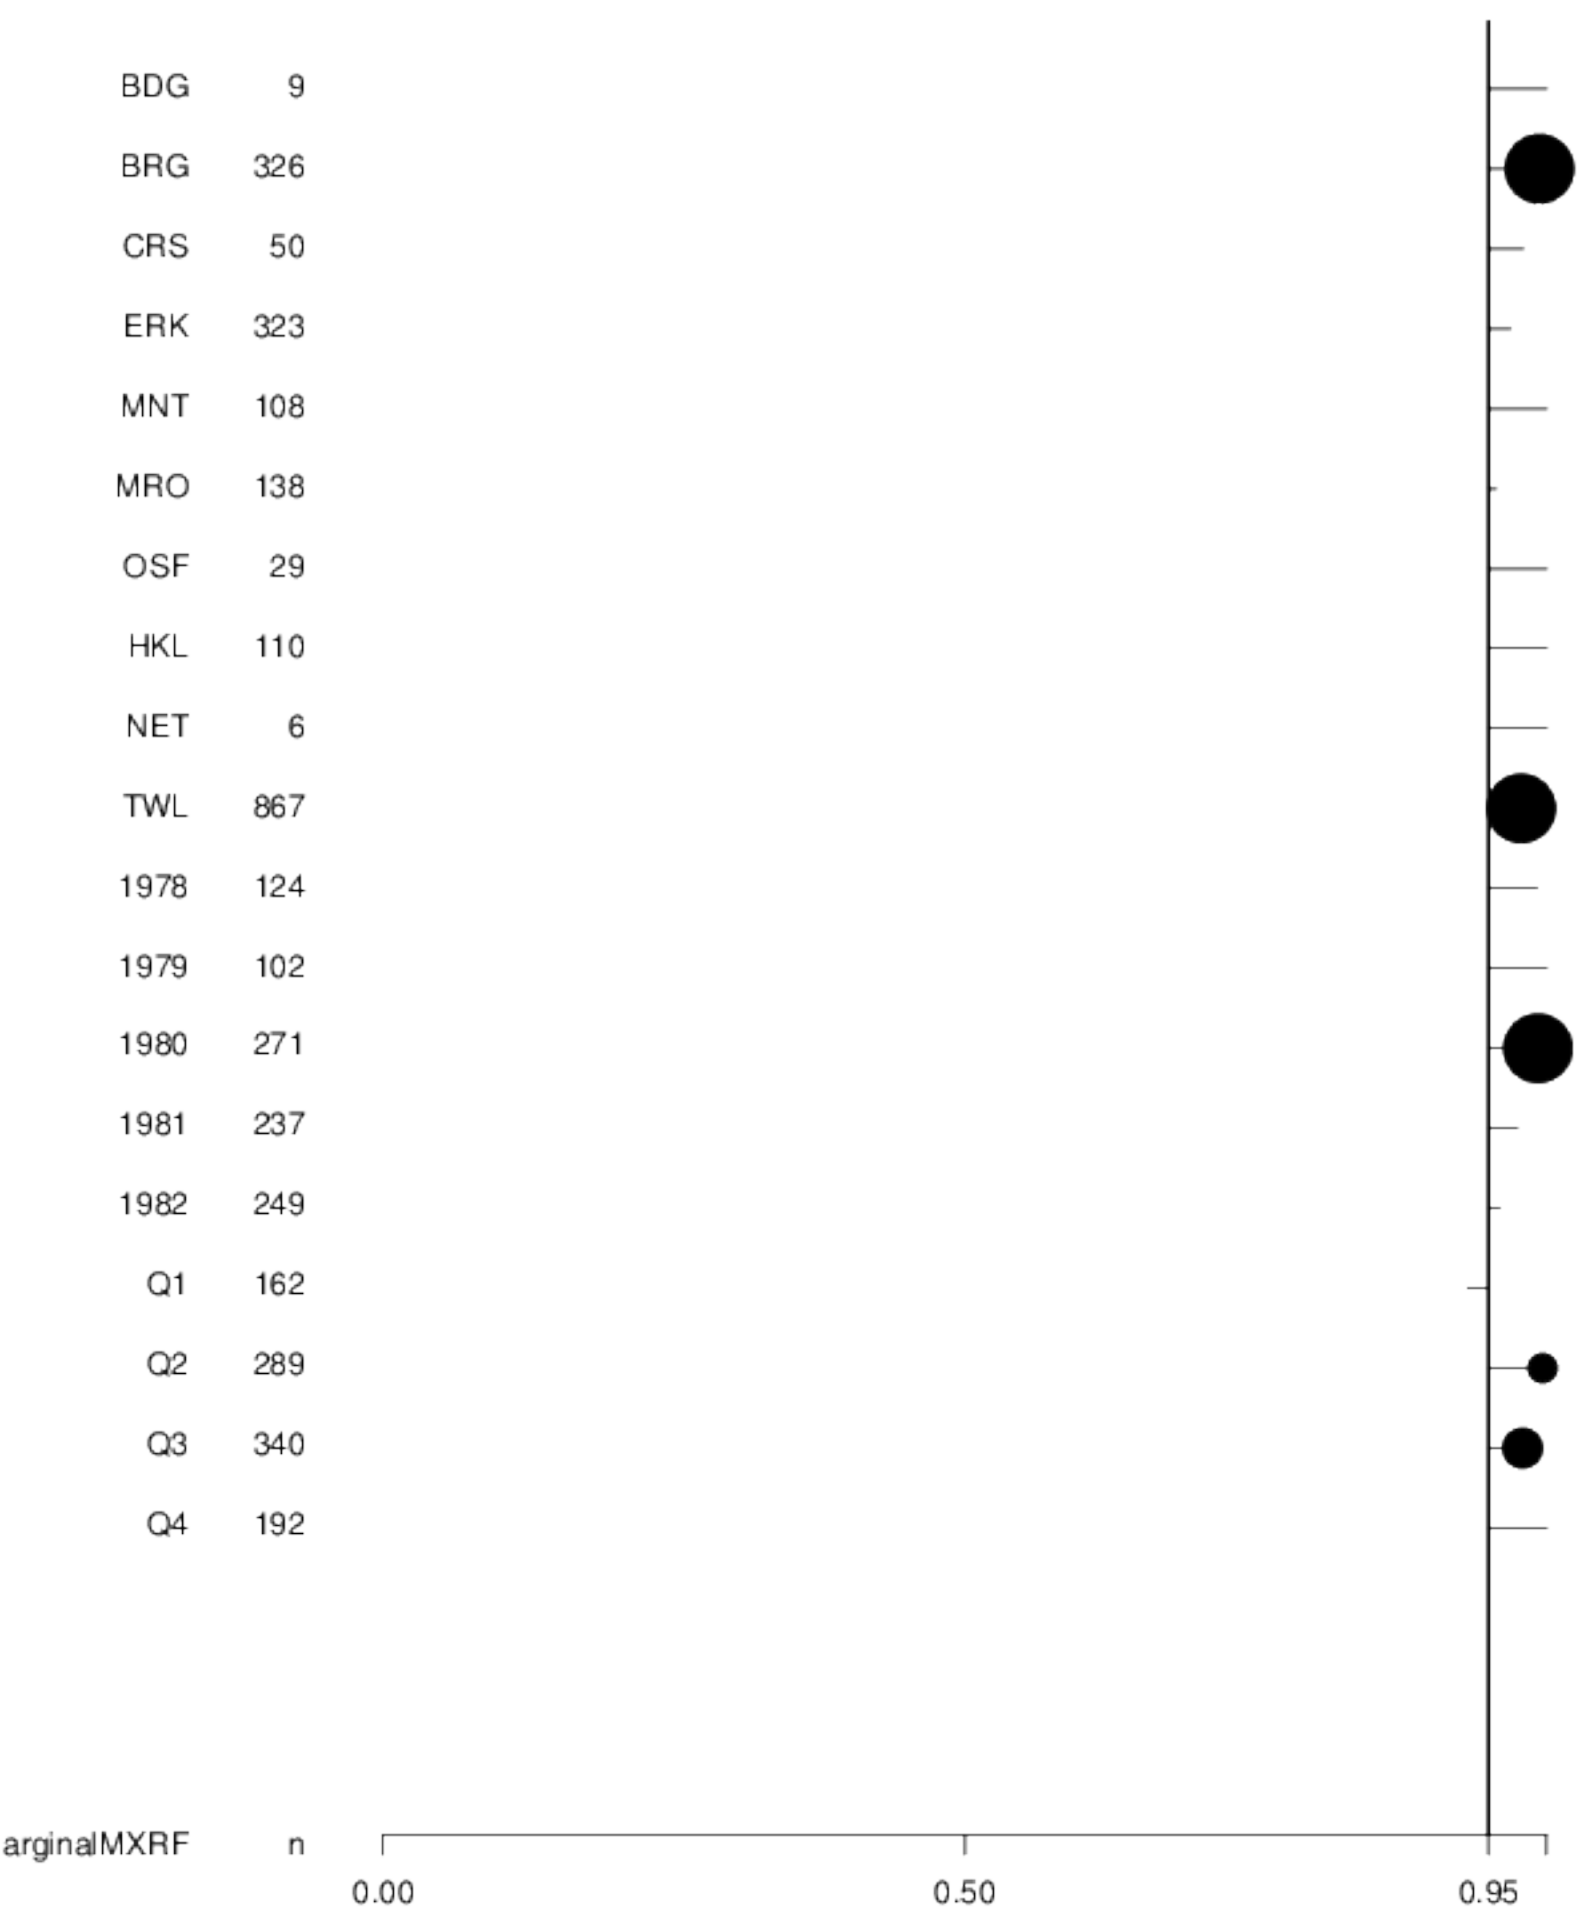 BDG 9
BRG 326
CRS 50
ERK 323
MNT 108
MRO 138
OSF 29
HKL 110
NET 6
TWL 867
1978 124
1979 102
1980 271
1981 237
1982 249
Q1 162
Q2 289
Q3 340
Q4 192
arginalMXRF n
0.00 0.50 0.95